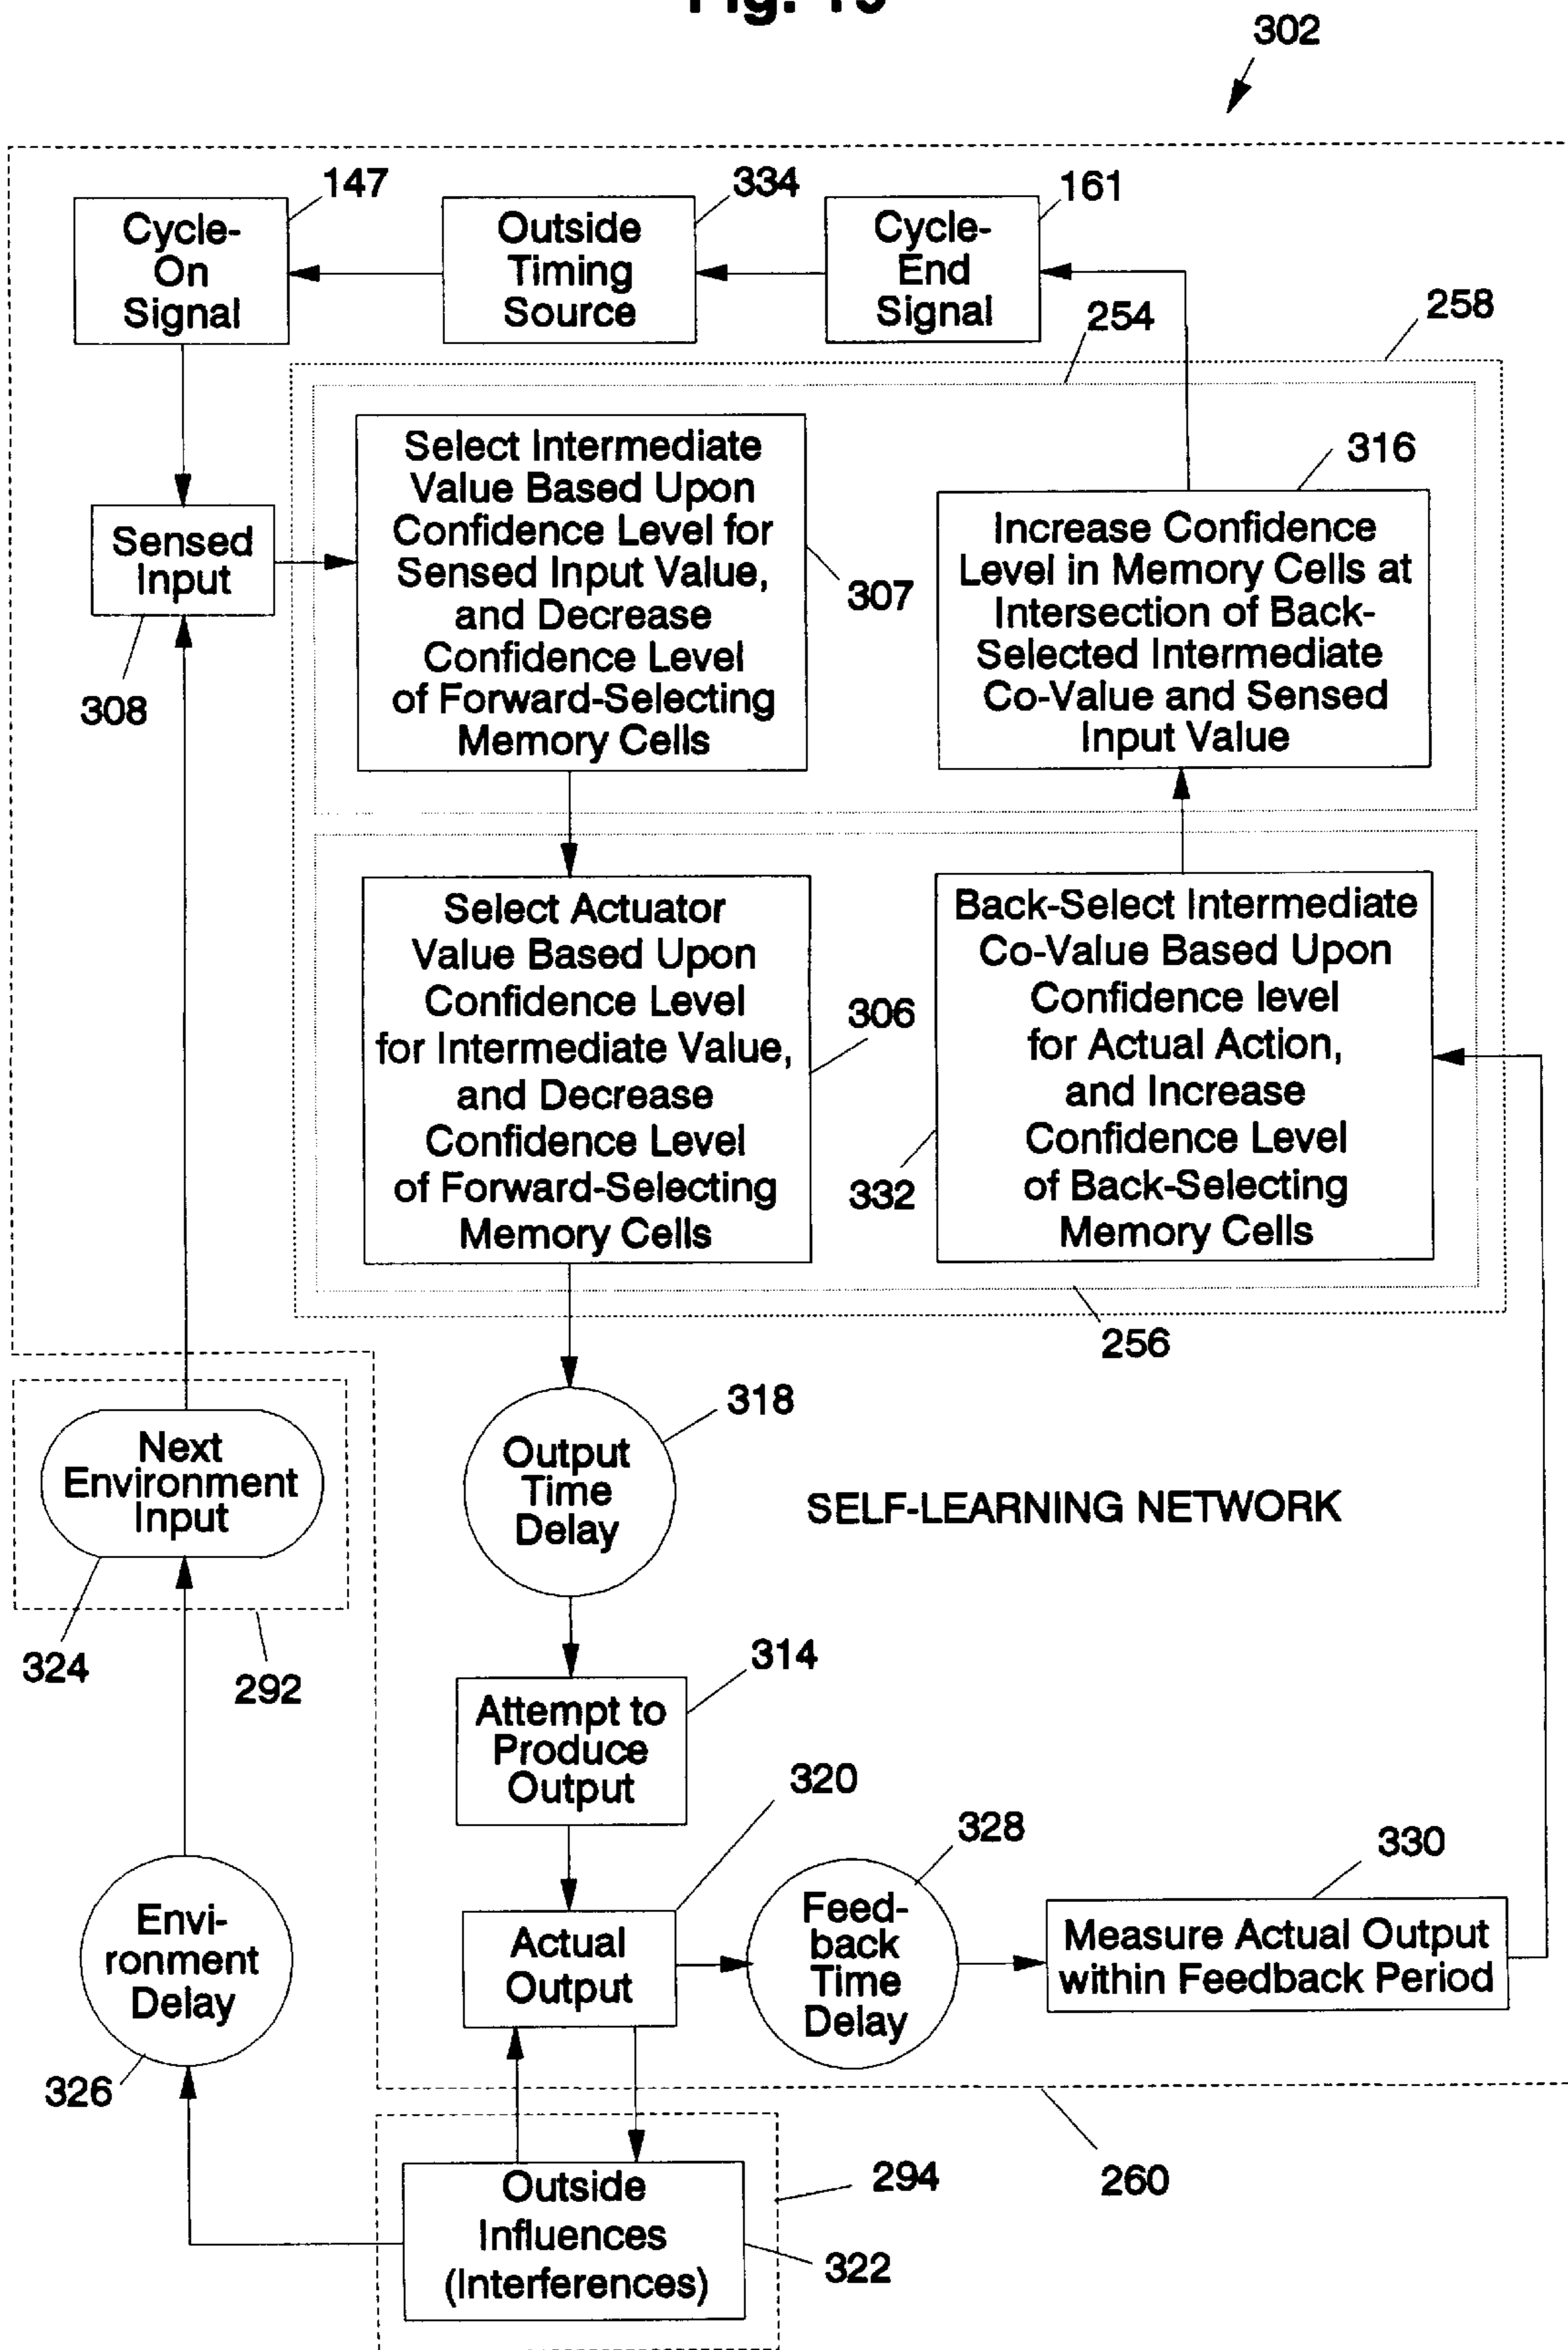 302
147
334
161
Cycle-
On
Signal
Outside
Timing
Source
Cycle-
End
Signal
254
258
Select Intermediate
Value Based Upon
Confidence Level for
Sensed Input Value,
and Decrease
Confidence Level
of Forward-Selecting
Memory Cells
316
Increase Confidence
Level in Memory Cells at
Intersection of Back-
Selected Intermediate
Co-Value and Sensed
Input Value
Sensed
Input
307
308
Select Actuator
Value Based Upon
Confidence Level
for Intermediate Value,
and Decrease
Confidence Level
of Forward-Selecting
Memory Cells
306
Back-Select Intermediate
Co-Value Based Upon
Confidence level
for Actual Action,
and Increase
Confidence Level
of Back-Selecting
Memory Cells
332
256
318
Output
Time
Delay
SELF-LEARNING NETWORK
Next
Environment
Input
324
292
314
Attempt to
Produce
Output
320
328
330
Envi-
ronment
Delay
326
Actual
Output
Feed-
back
Time
Delay
Measure Actual Output
within Feedback Period
260
294
Outside
Influences
(Interferences)
322